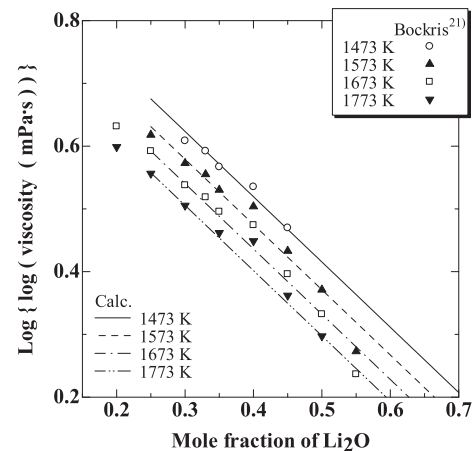 0.8
Bockris21)
1473 K
1573 K
1673 K
1773 K
0.6
Log { log ( viscosity ( mPa·s ) ) }
0.4
Calc.
1473 K
1573 K
1673 K
1773 K
0.2
0.2 0.3 0.4 0.5 0.6 0.7
Mole fraction of Li2O